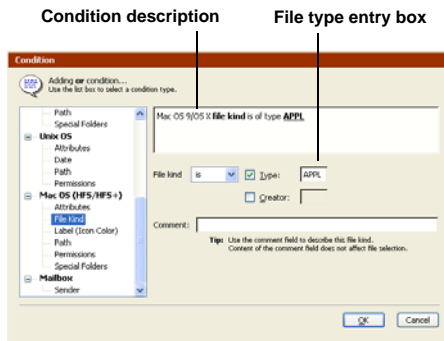 Condition description File type entry box
Condition
Adding or condition...
Use the list box to select a condition type.
Path
Special Folders
Unix OS
Attributes
Date
Path
Permissions
Mac OS (HFS/HFS+)
Attributes
File Kind
Label (Icon Color)
Path
Permissions
Special Folders
Mailbox
Sender
Mac OS 9/OS X file kind is of type APPL
File kind is Type: APPL
Creator:
Comment:
Tip: Use the comment field to describe this file kind.
Content of the comment field does not affect file selection.
OK Cancel